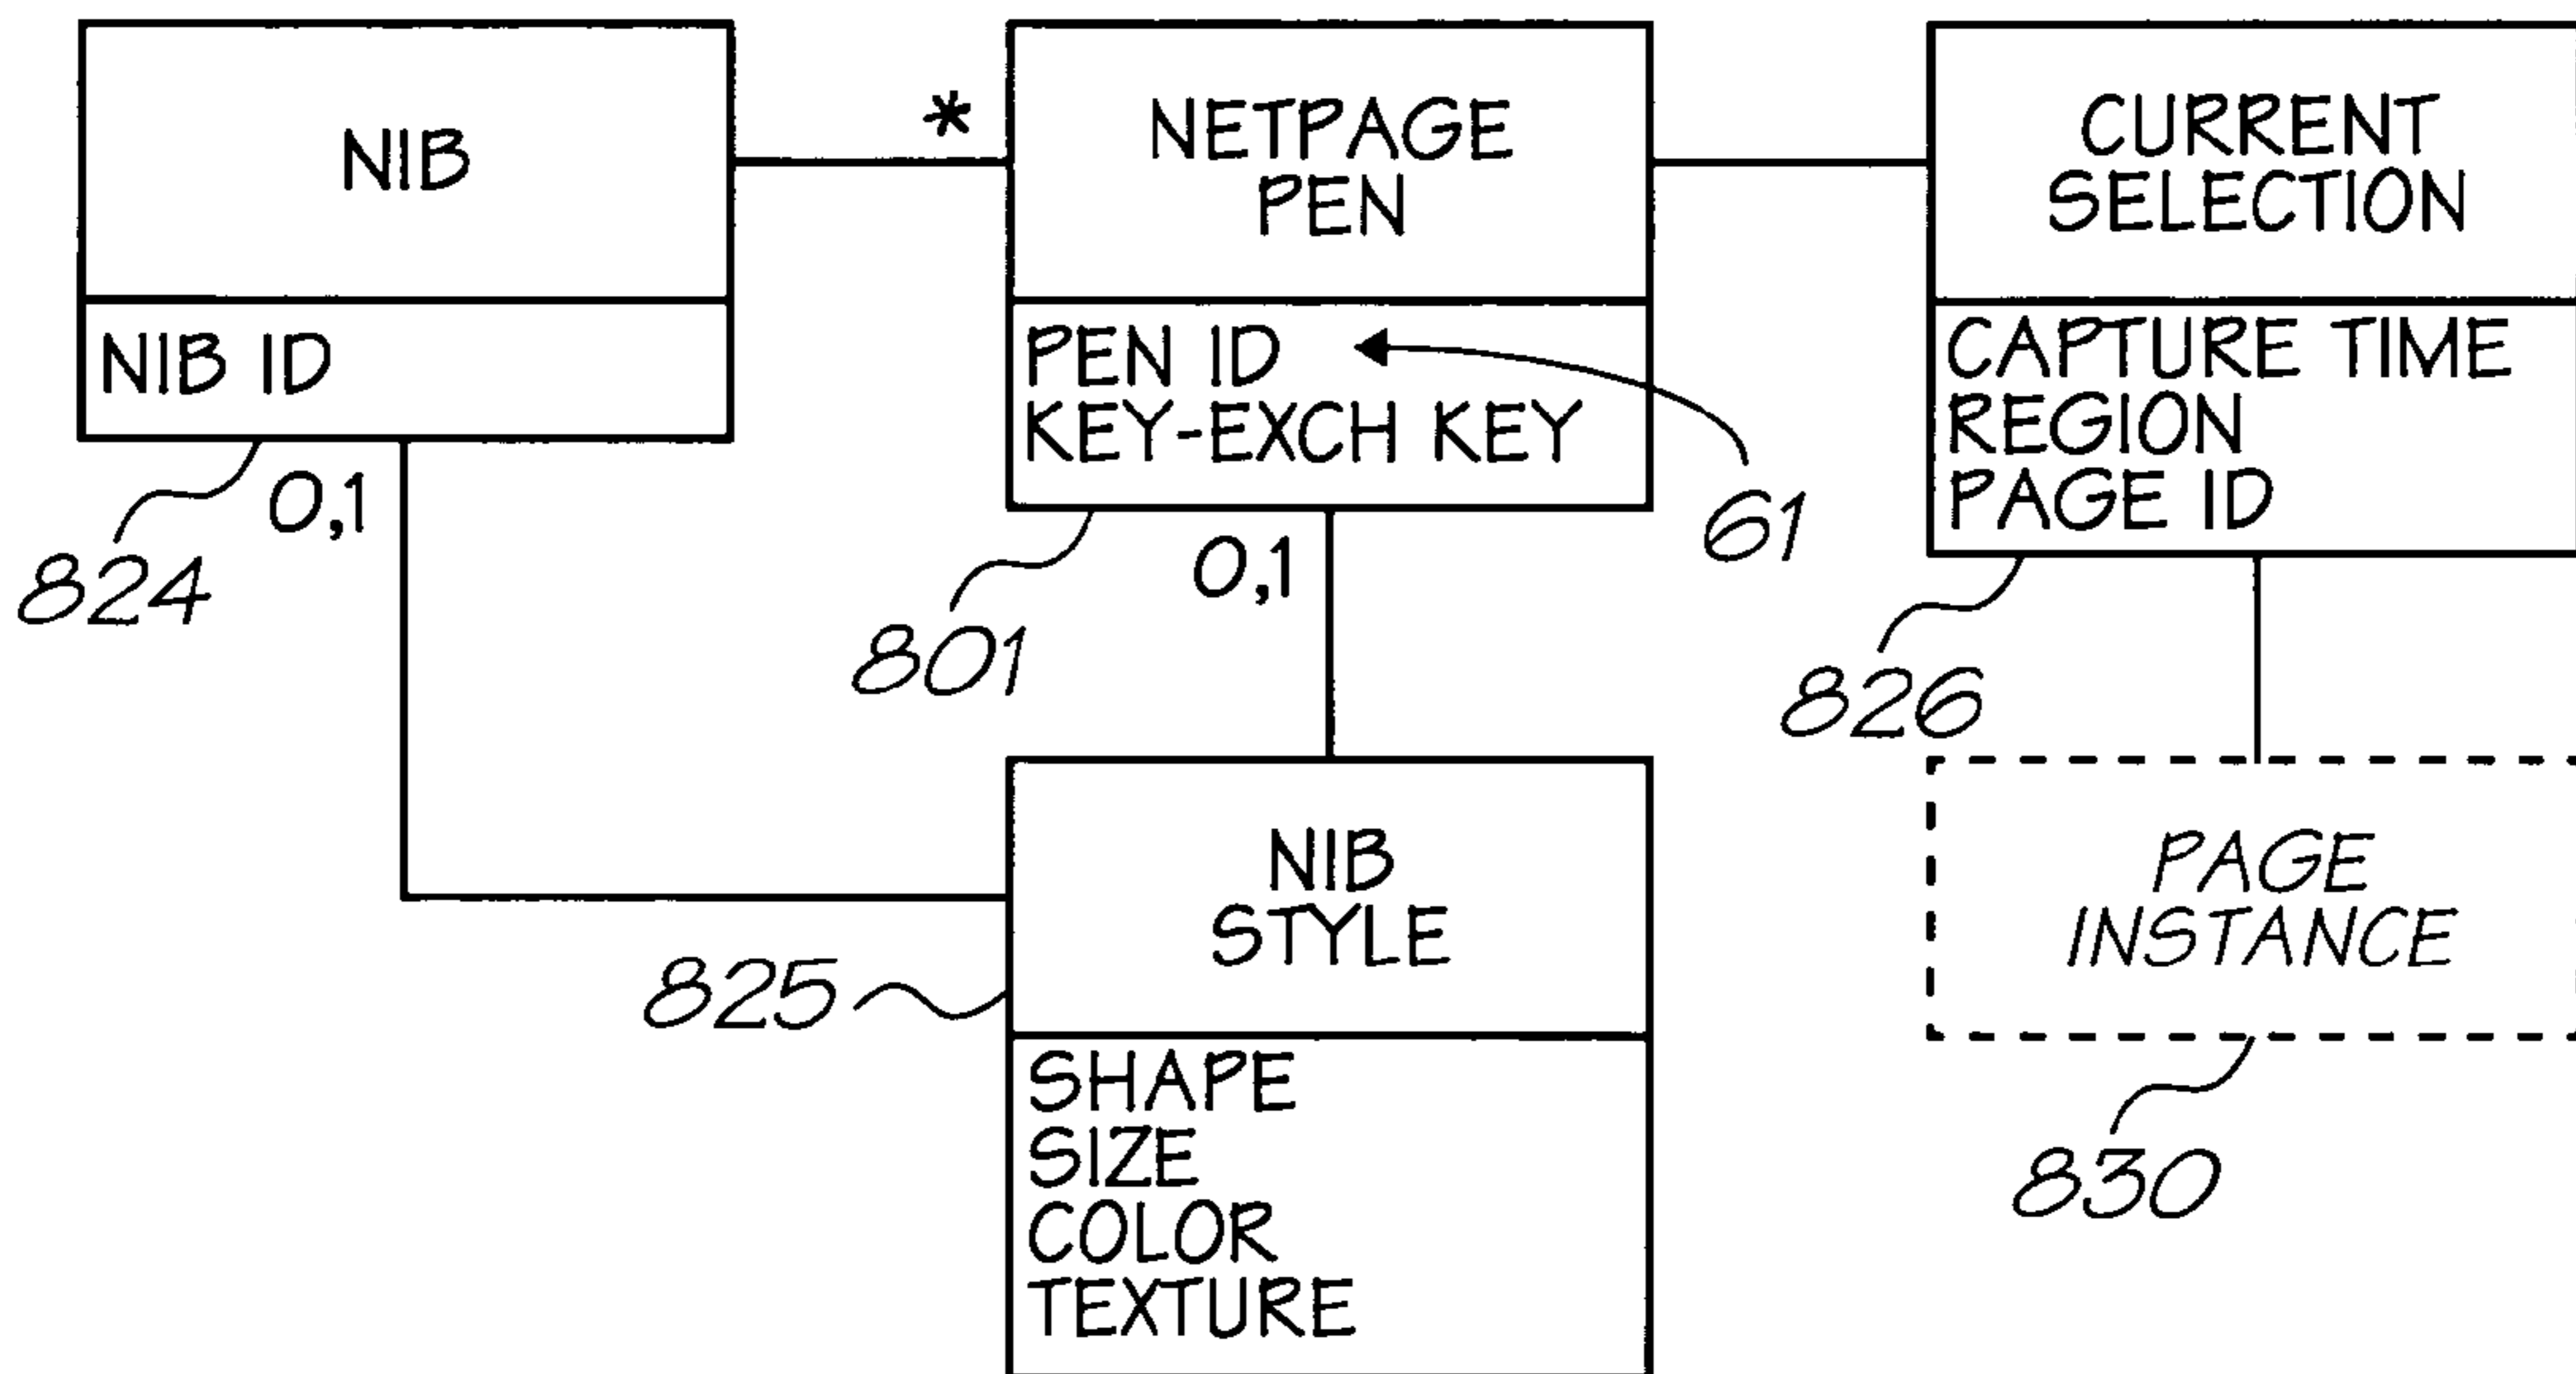 NIB
NIB ID
824
0,1
*
NETPAGE
PEN
PEN ID
KEY-EXCH KEY
61
801
0,1
CURRENT
SELECTION
CAPTURE TIME
REGION
PAGE ID
826
NIB
STYLE
825
SHAPE
SIZE
COLOR
TEXTURE
PAGE
INSTANCE
830